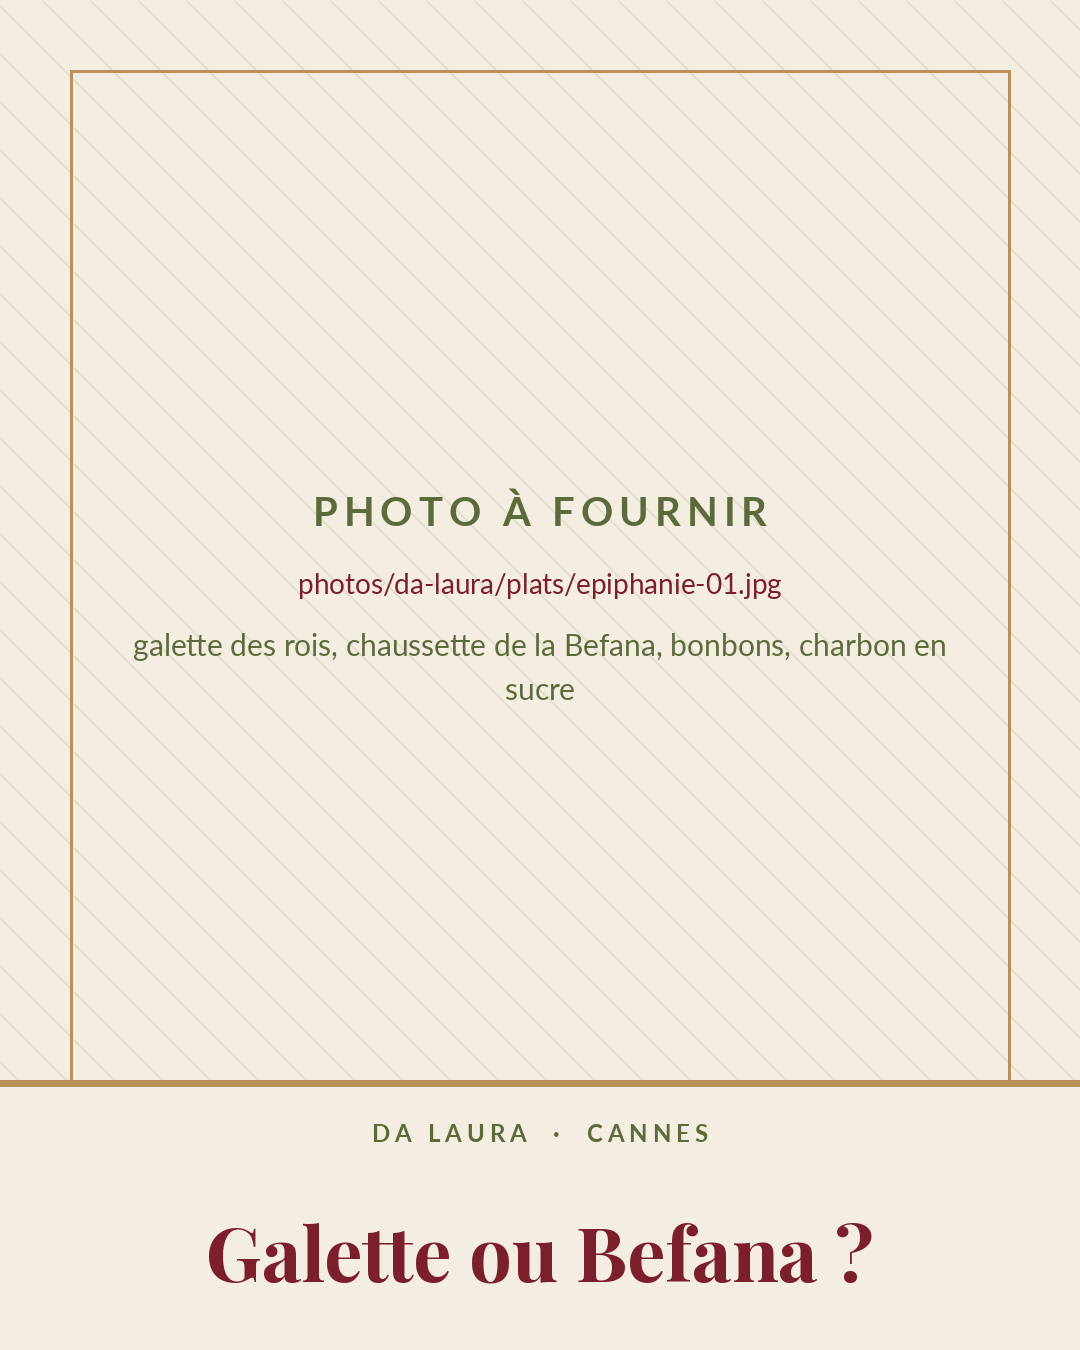 PHOTO À FOURNIR
photos/da-laura/plats/epiphanie-01.jpg
galette des rois, chaussette de la Befana, bonbons, charbon en
sucre
DA LAURA · CANNES
Galette ou Befana ?